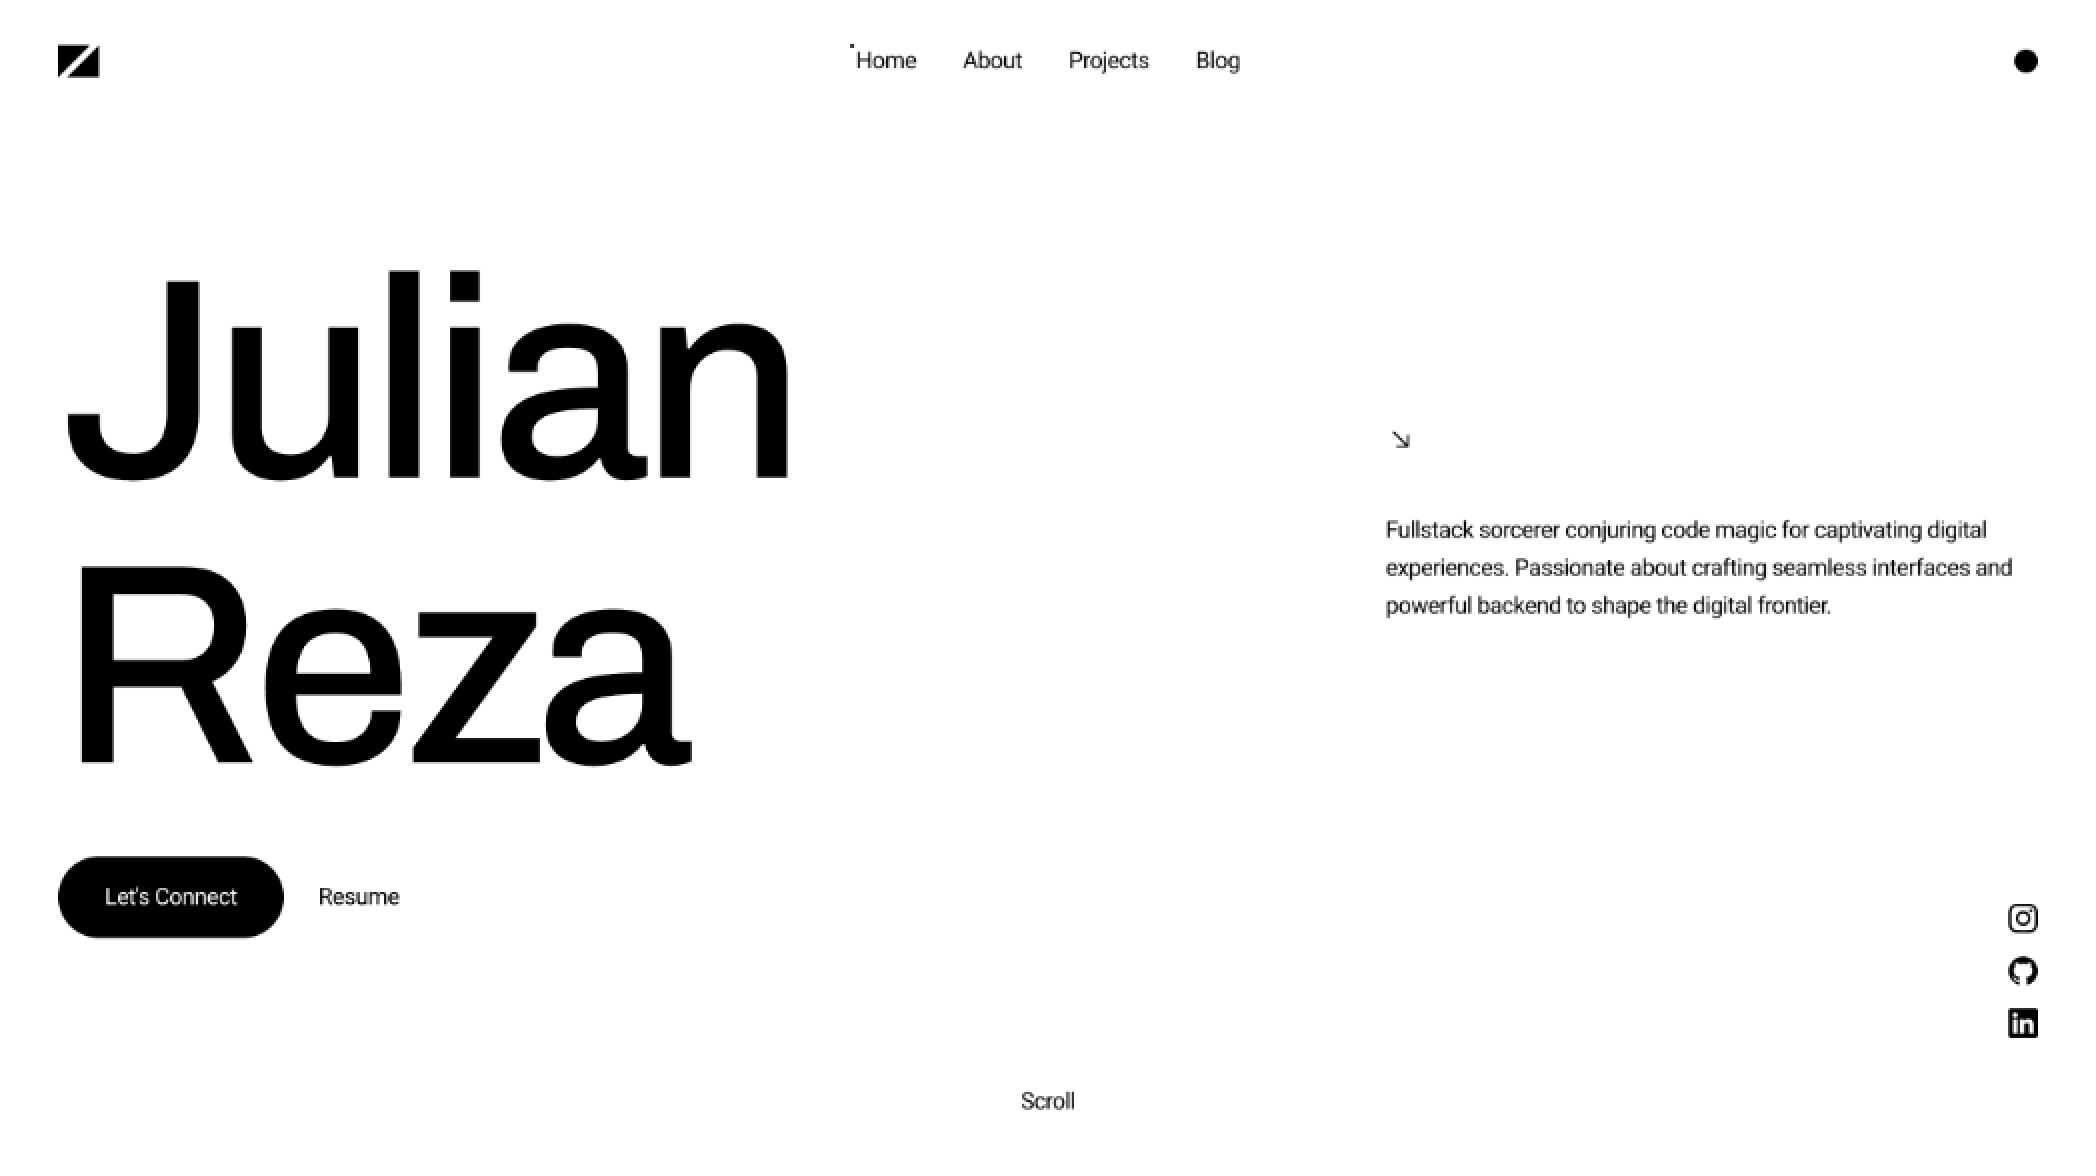 Home
About
Projects
Blog
Julian
Reza
Fullstack sorcerer conjuring code magic for captivating digital
experiences. Passionate about crafting seamless interfaces and
powerful backend to shape the digital frontier.
Let's Connect
Resume
in
Scroll